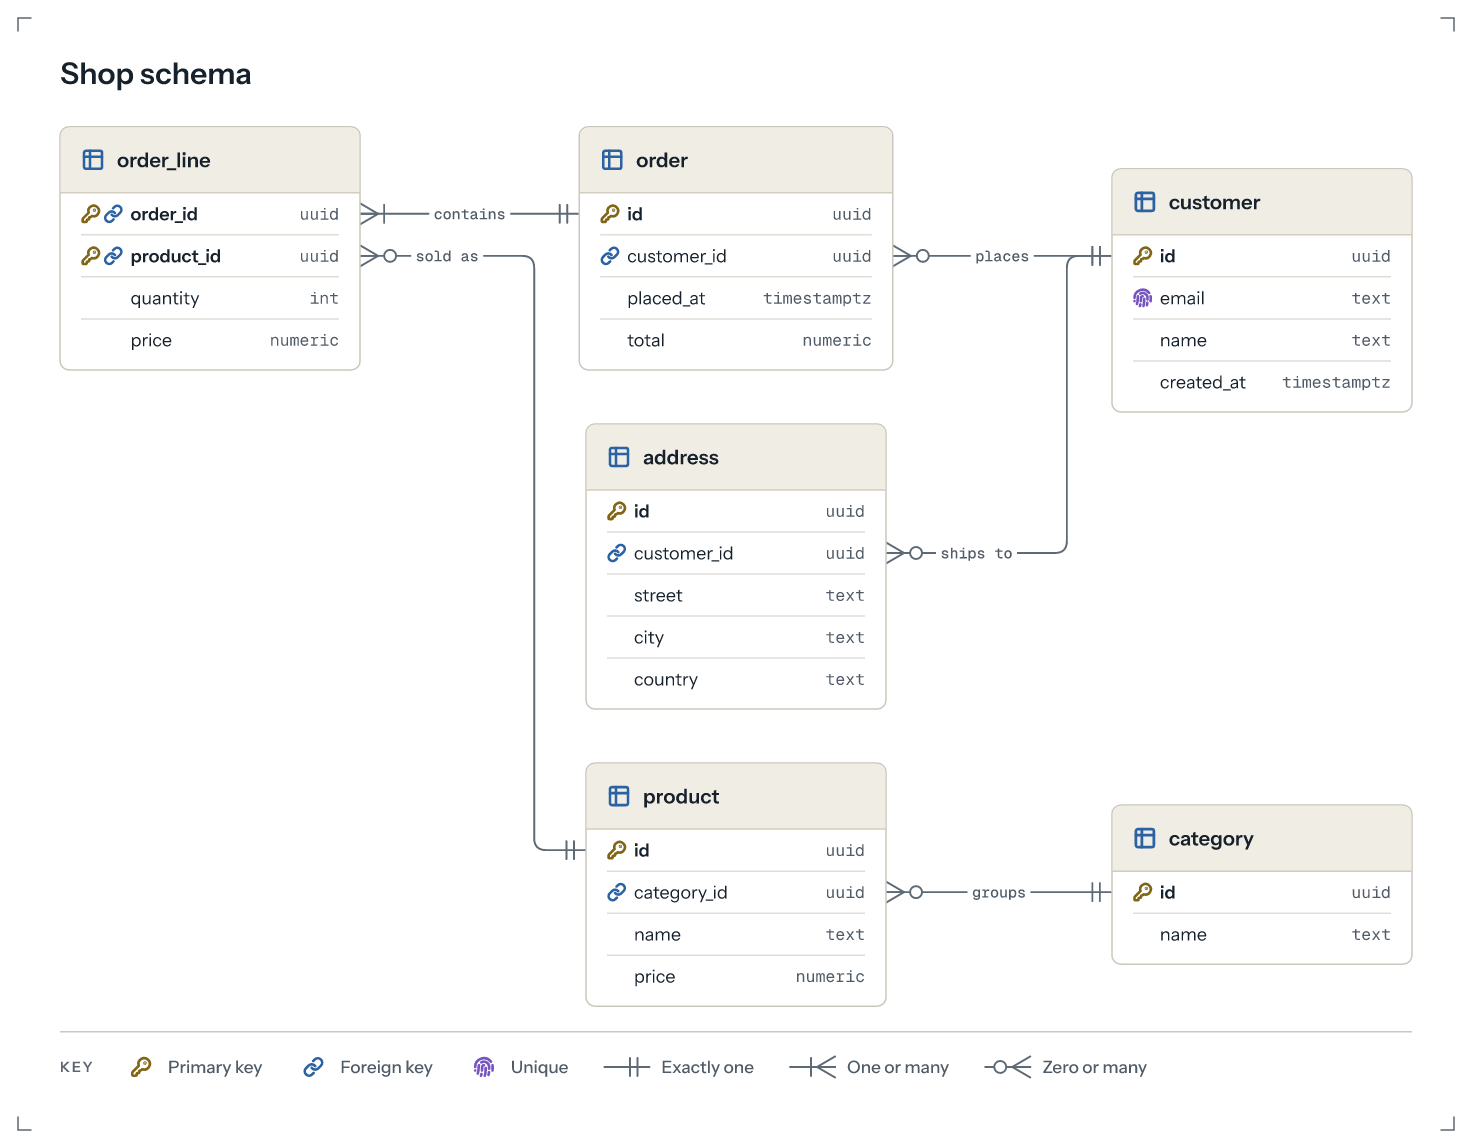 Shop schema
order_line
order_id uuid
product_id uuid
quantity int
price numeric
contains
sold as
order
id uuid
customer_id uuid
placed_at timestamptz
total numeric
places
customer
id uuid
email text
name text
created_at timestamptz
address
id uuid
customer_id uuid
street text
city text
country text
ships to
product
id uuid
category_id uuid
name text
price numeric
groups
category
id uuid
name text
KEY Primary key Foreign key Unique Exactly one One or many Zero or many